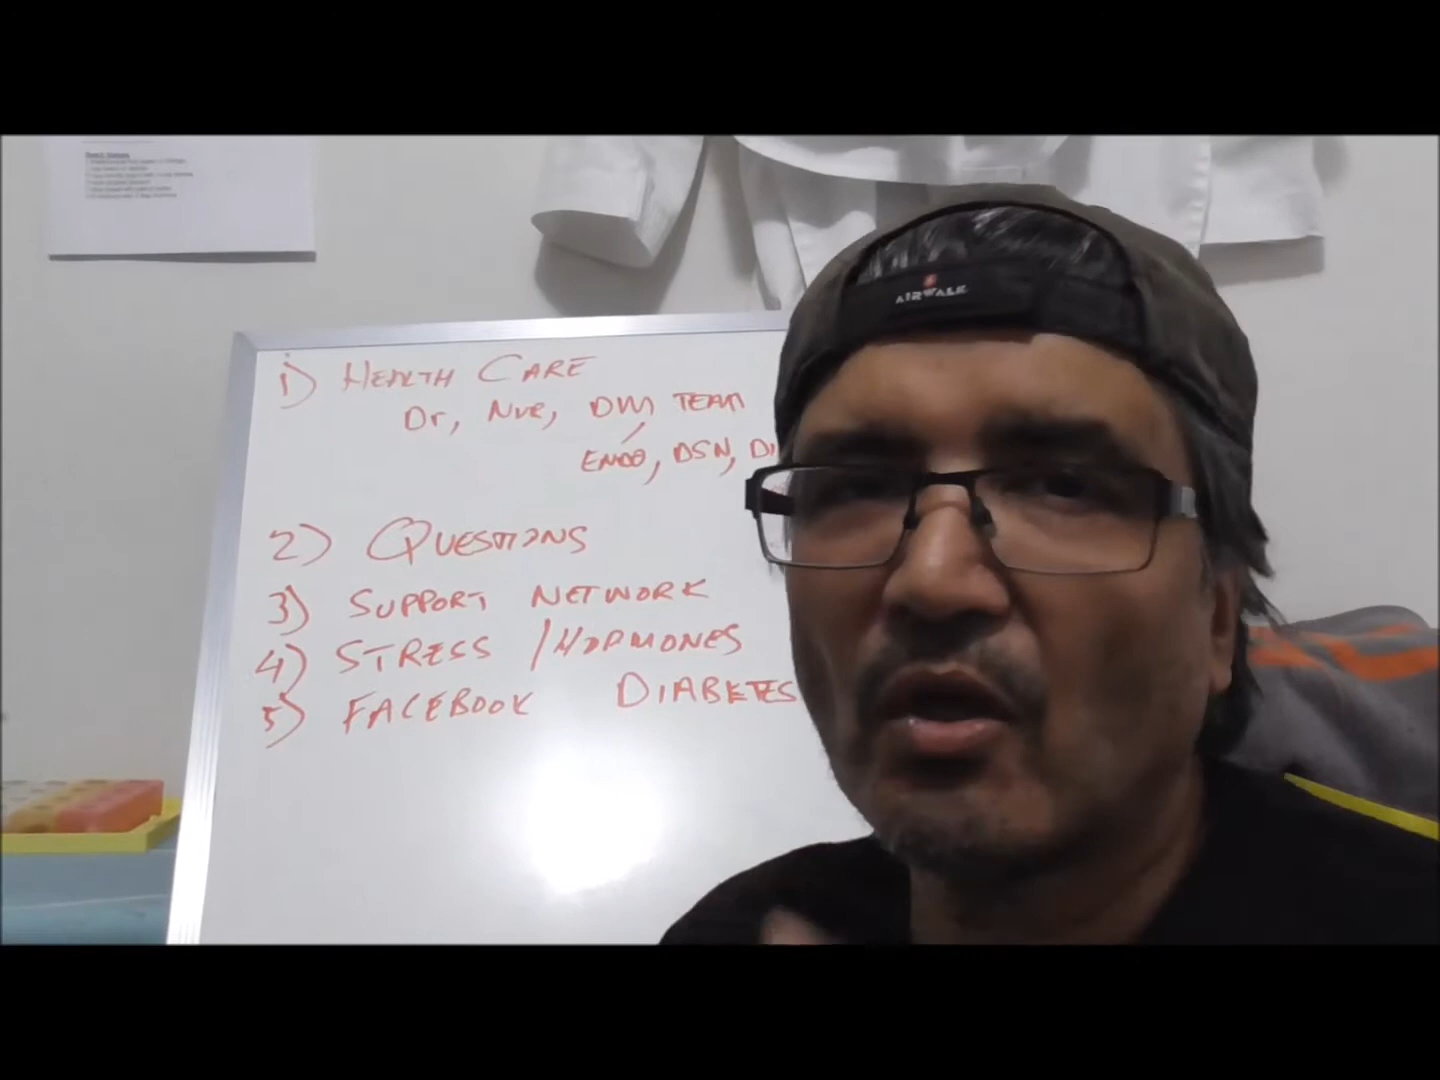 AIRWALK
1) HEALTH CARE
Dr, Nur, DM TEAM
ENDO, DSN, DI
2) QUESTIONS
3) SUPPORT NETWORK
4) STRESS / HORMONES
5) FACEBOOK DIABETES